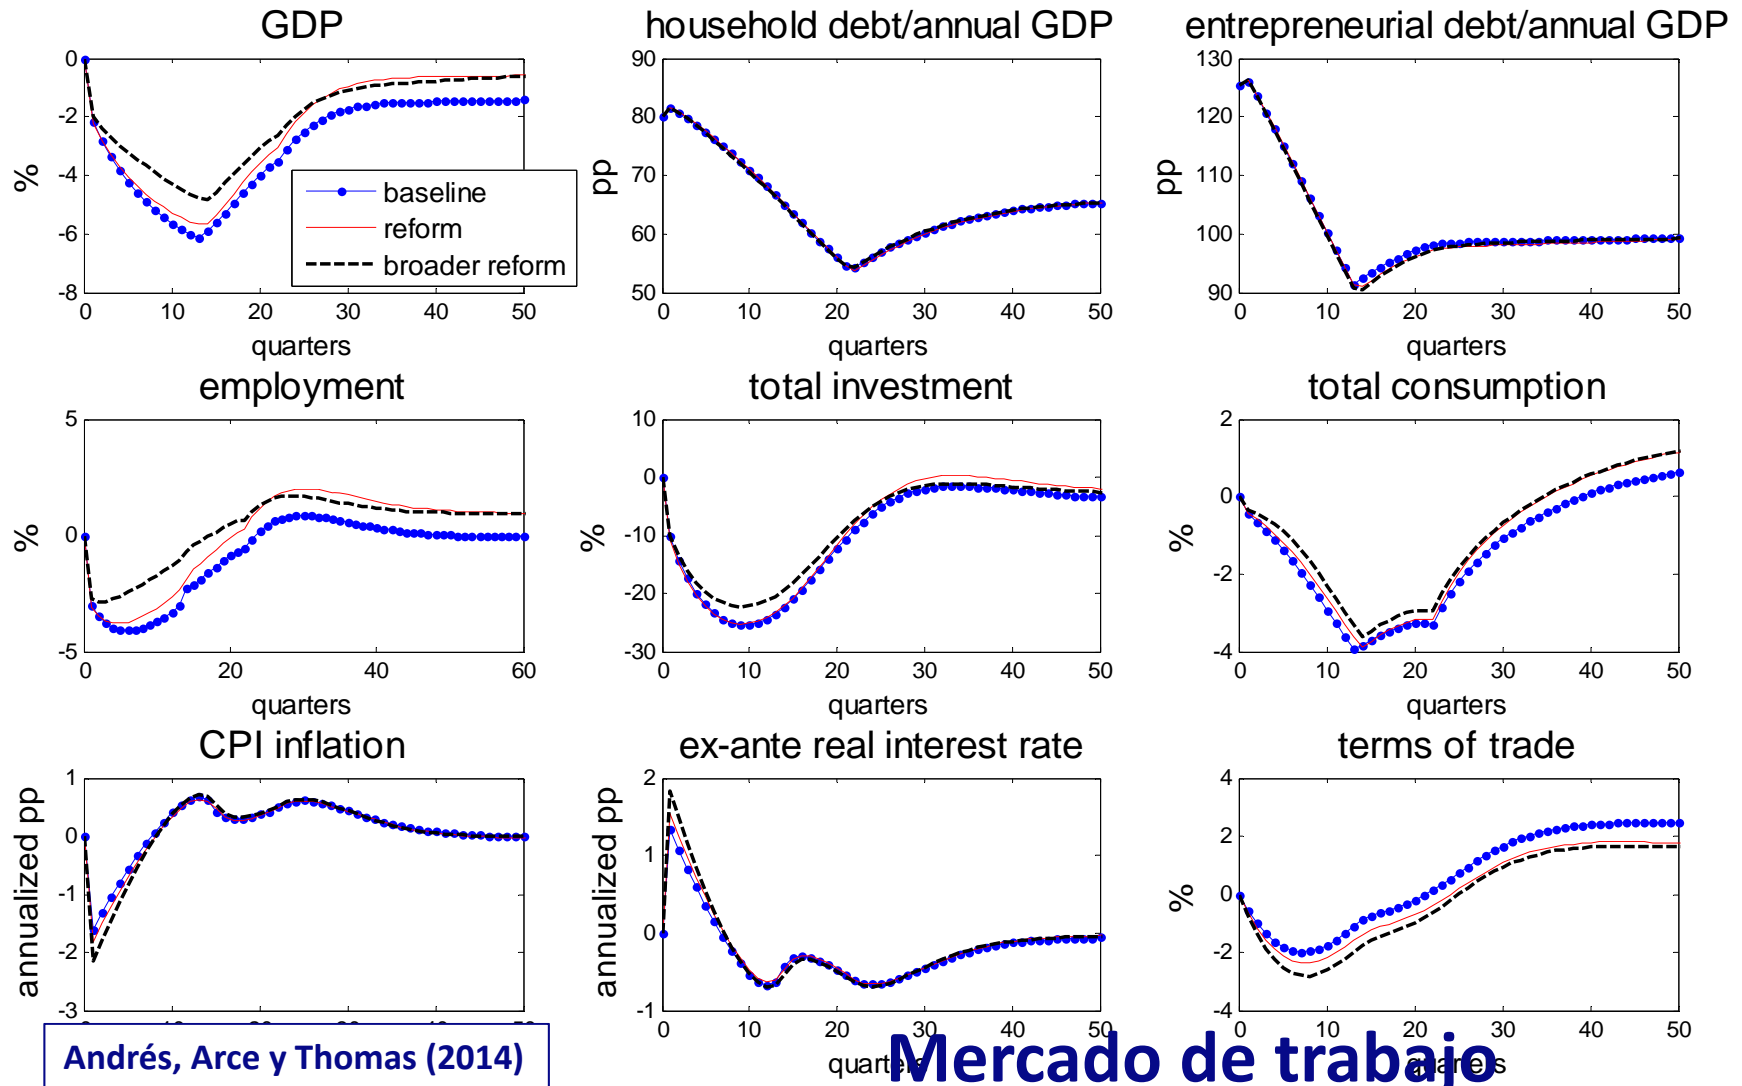 GDP
0
-2
-4
-6
-8
%
baseline
reform
broader reform
0 10 20 30 40 50
quarters
household debt/annual GDP
90
80
70
60
50
pp
0 10 20 30 40 50
quarters
entrepreneurial debt/annual GDP
130
120
110
100
90
pp
0 10 20 30 40 50
quarters
employment
5
0
-5
%
0 20 40 60
quarters
total investment
10
0
-10
-20
-30
%
0 10 20 30 40 50
quarters
total consumption
2
0
-2
-4
%
0 10 20 30 40 50
quarters
CPI inflation
1
0
-1
-2
-3
annualized pp
ex-ante real interest rate
2
1
0
-1
annualized pp
0 10 20 30 40 50
quarters
terms of trade
4
2
0
-2
-4
%
0 10 20 30 40 50
quarters
Andrés, Arce y Thomas (2014)
Mercado de trabajo